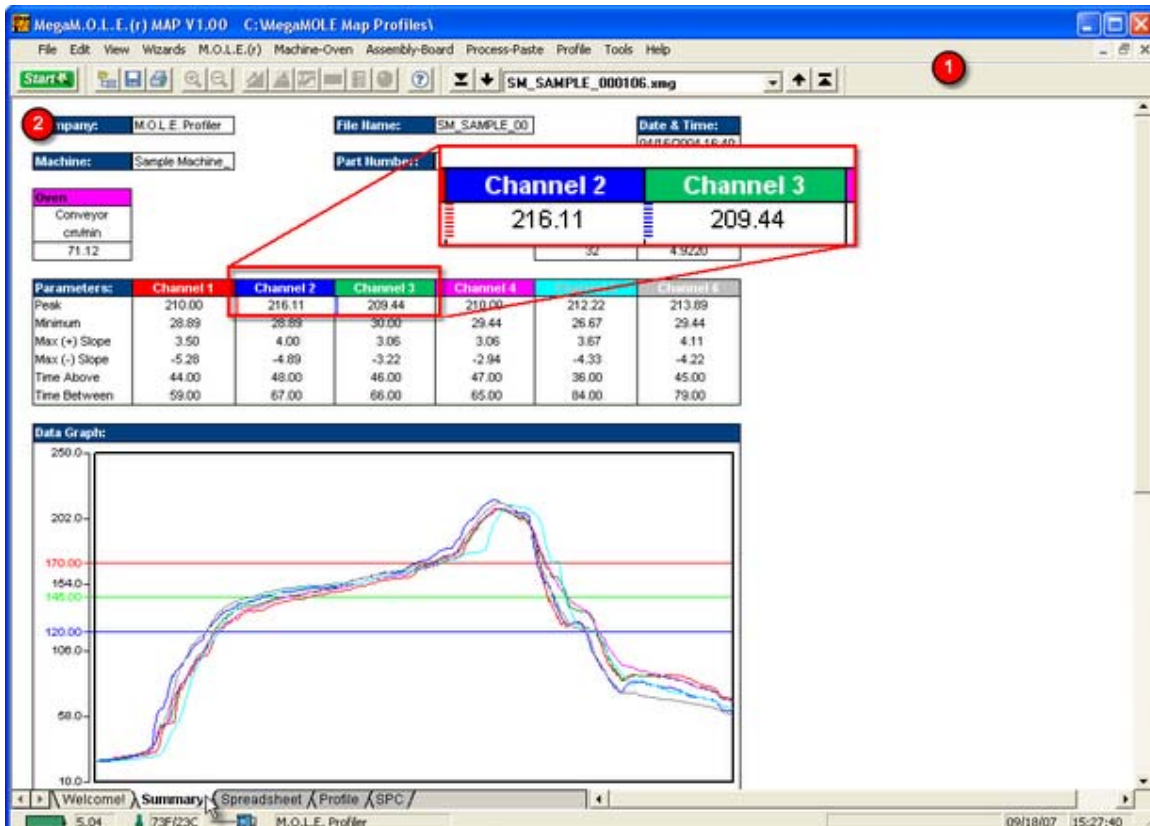 MegaM.O.L.E.(r) MAP V1.00 C:\MegaMOLE Map Profiles\
File Edit View Wizards M.O.L.E.(r) Machine-Oven Assembly-Board Process-Paste Profile Tools Help
1
Start SM_SAMPLE_000106.xmg
2 mpany: M.O.L.E. Profiler File Name: SM_SAMPLE_00 Date & Time:
04/16/2004 16:40
Machine: Sample Machine_ Part Number:
Channel 2 Channel 3
216.11 209.44
Oven
Conveyor
cm/min
71.12 32 4.9220
Parameters: Channel 1 Channel 2 Channel 3 Channel 4 Channel 6
Peak 210.00 216.11 209.44 210.00 212.22 213.89
Minimum 28.89 28.89 30.00 29.44 26.67 29.44
Max (+) Slope 3.50 4.00 3.06 3.06 3.67 4.11
Max (-) Slope -5.28 -4.89 -3.22 -2.94 -4.33 -4.22
Time Above 44.00 48.00 46.00 47.00 36.00 45.00
Time Between 59.00 67.00 66.00 65.00 84.00 79.00
Data Graph:
250.0
202.0
170.00
154.0
145.00
120.00
106.0
58.0
10.0
Welcome! Summary Spreadsheet Profile SPC
5.04 73F/23C M.O.L.E. Profiler 09/18/07 15:27:40